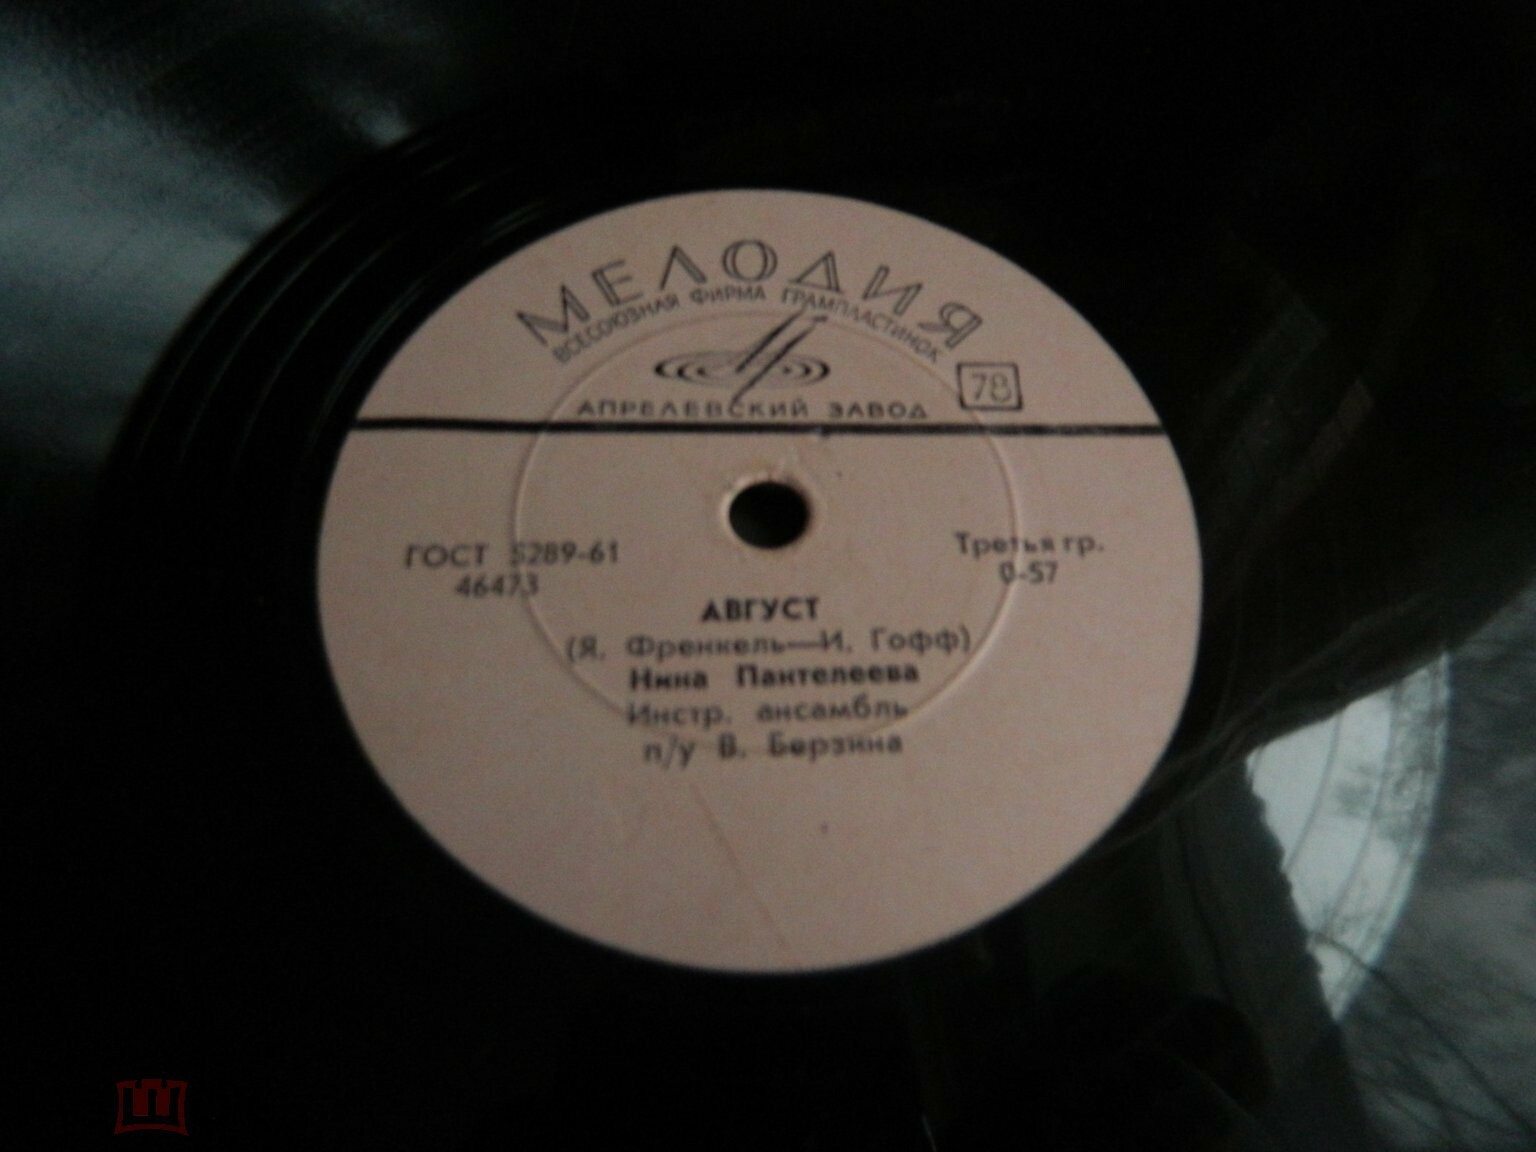 МЕЛОДИЯ
ВСЕСОЮЗНАЯ ФИРМА ГРАМПЛАСТИНОК
78
АПРЕЛЕВСКИЙ ЗАВОД
ГОСТ 5289-61
46473
Третья гр.
0-57
АВГУСТ
(Я. Френкель—И. Гофф)
Нина Пантелеева
Инстр. ансамбль
п/у В. Берзина